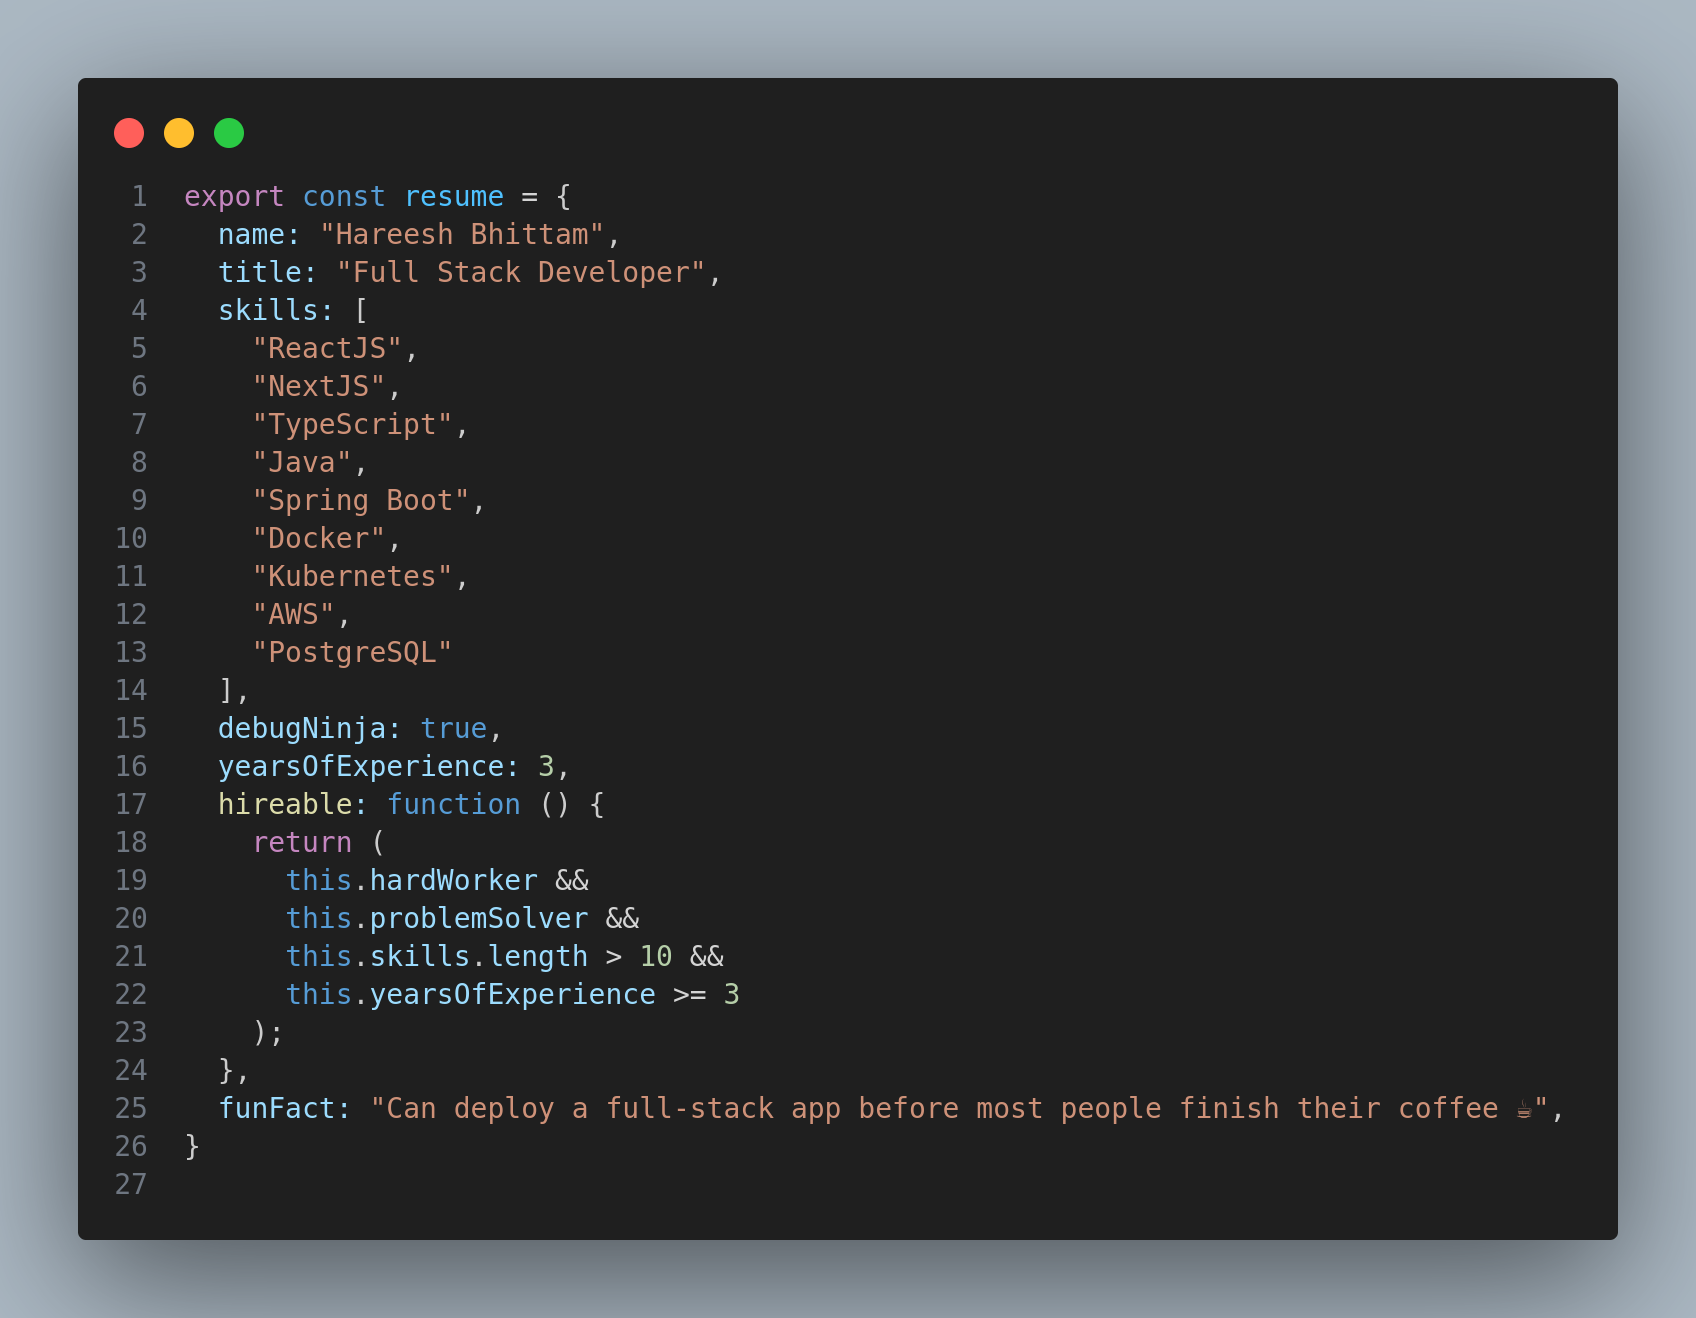 1 export const resume = {
2   name: "Hareesh Bhittam",
3   title: "Full Stack Developer",
4   skills: [
5     "ReactJS",
6     "NextJS",
7     "TypeScript",
8     "Java",
9     "Spring Boot",
10     "Docker",
11     "Kubernetes",
12     "AWS",
13     "PostgreSQL"
14   ],
15   debugNinja: true,
16   yearsOfExperience: 3,
17   hireable: function () {
18     return (
19       this.hardWorker &&
20       this.problemSolver &&
21       this.skills.length > 10 &&
22       this.yearsOfExperience >= 3
23     );
24   },
25   funFact: "Can deploy a full-stack app before most people finish their coffee ☕",
26 }
27